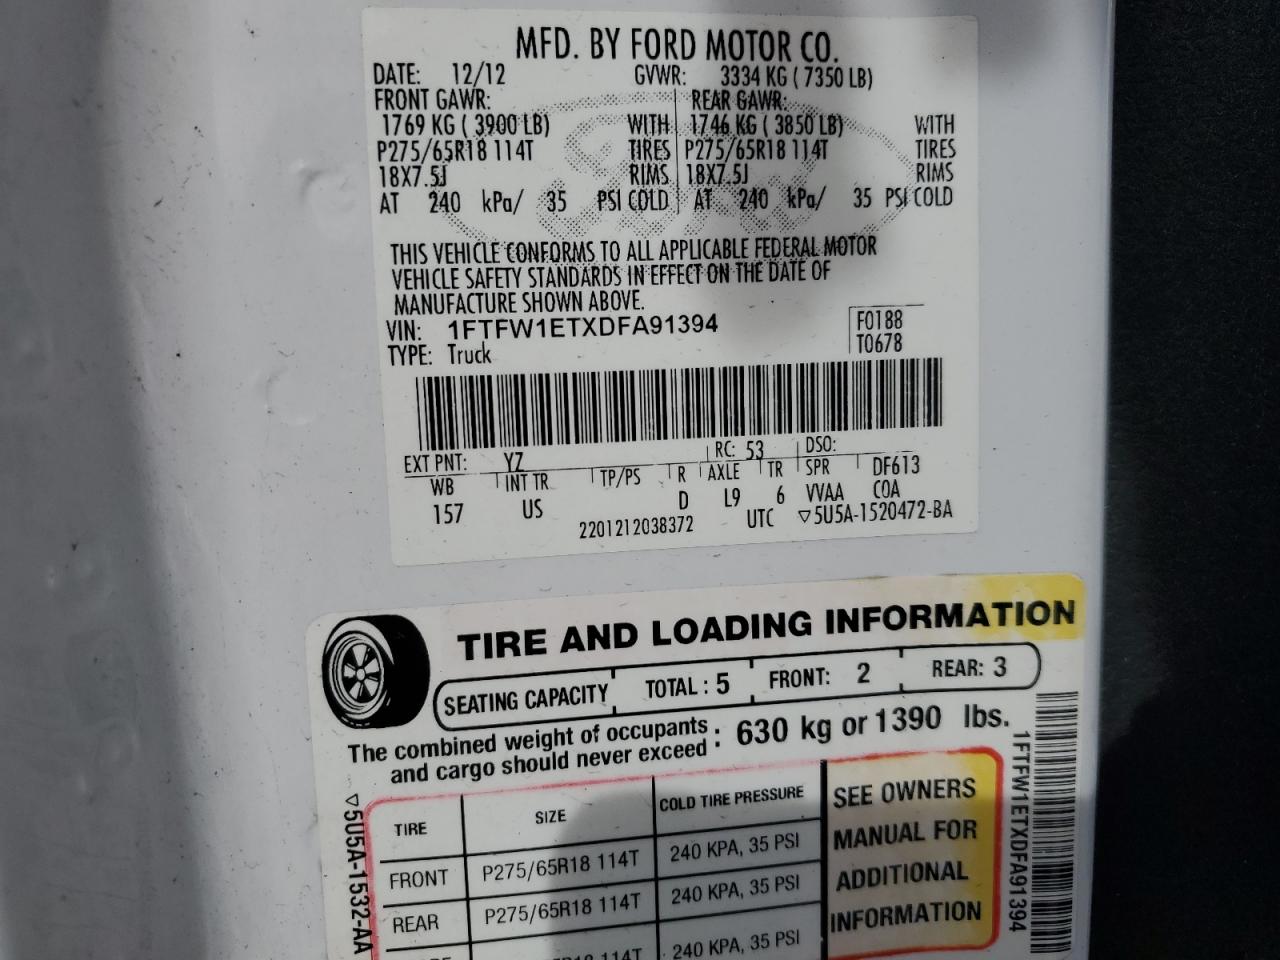 MFD. BY FORD MOTOR CO.
DATE: 12/12 GVWR: 3334 KG ( 7350 LB)
FRONT GAWR: REAR GAWR:
1769 KG ( 3900 LB) WITH 1746 KG ( 3850 LB) WITH
P275/65R18 114T TIRES P275/65R18 114T TIRES
18X7.5J RIMS 18X7.5J RIMS
AT 240 kPa/ 35 PSI COLD AT 240 kPa/ 35 PSI COLD
THIS VEHICLE CONFORMS TO ALL APPLICABLE FEDERAL MOTOR
VEHICLE SAFETY STANDARDS IN EFFECT ON THE DATE OF
MANUFACTURE SHOWN ABOVE.
VIN: 1FTFW1ETXDFA91394 F0188
TYPE: Truck T0678
EXT PNT: YZ RC: 53 DSO:
WB INT TR TP/PS R AXLE TR SPR DF613
157 US D L9 6 VVAA COA
2201212038372 UTC ▽5U5A-1520472-BA
TIRE AND LOADING INFORMATION
SEATING CAPACITY TOTAL : 5 FRONT: 2 REAR: 3
The combined weight of occupants
and cargo should never exceed : 630 kg or 1390 lbs.
TIRE SIZE COLD TIRE PRESSURE
FRONT P275/65R18 114T 240 KPA, 35 PSI
REAR P275/65R18 114T 240 KPA, 35 PSI
240 KPA, 35 PSI
SEE OWNERS
MANUAL FOR
ADDITIONAL
INFORMATION
▽5U5A-1532-AA
1FTFW1ETXDFA91394